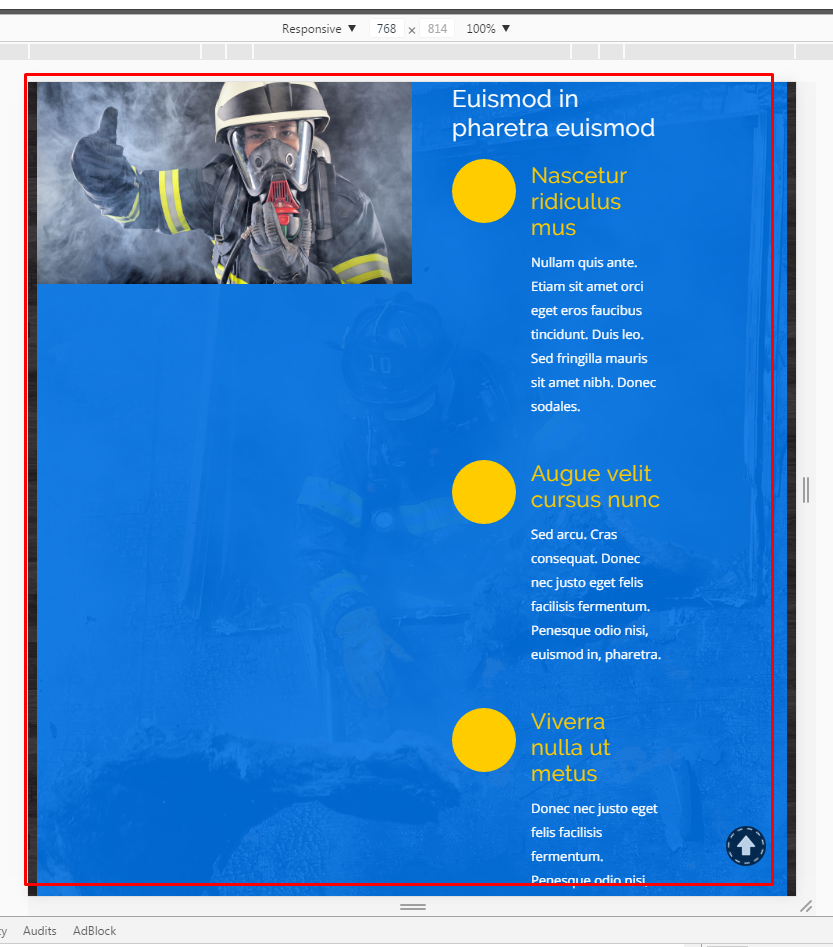 Responsive ▼ 768 × 814 100% ▼
10
Euismod in
pharetra euismod
Nascetur
ridiculus
mus
Nullam quis ante.
Etiam sit amet orci
eget eros faucibus
tincidunt. Duis leo.
Sed fringilla mauris
sit amet nibh. Donec
sodales.
Augue velit
cursus nunc
Sed arcu. Cras
consequat. Donec
nec justo eget felis
facilisis fermentum.
Penesque odio nisi,
euismod in, pharetra.
Viverra
nulla ut
metus
Donec nec justo eget
felis facilisis
fermentum.
Penesque odio nisi,
Audits AdBlock